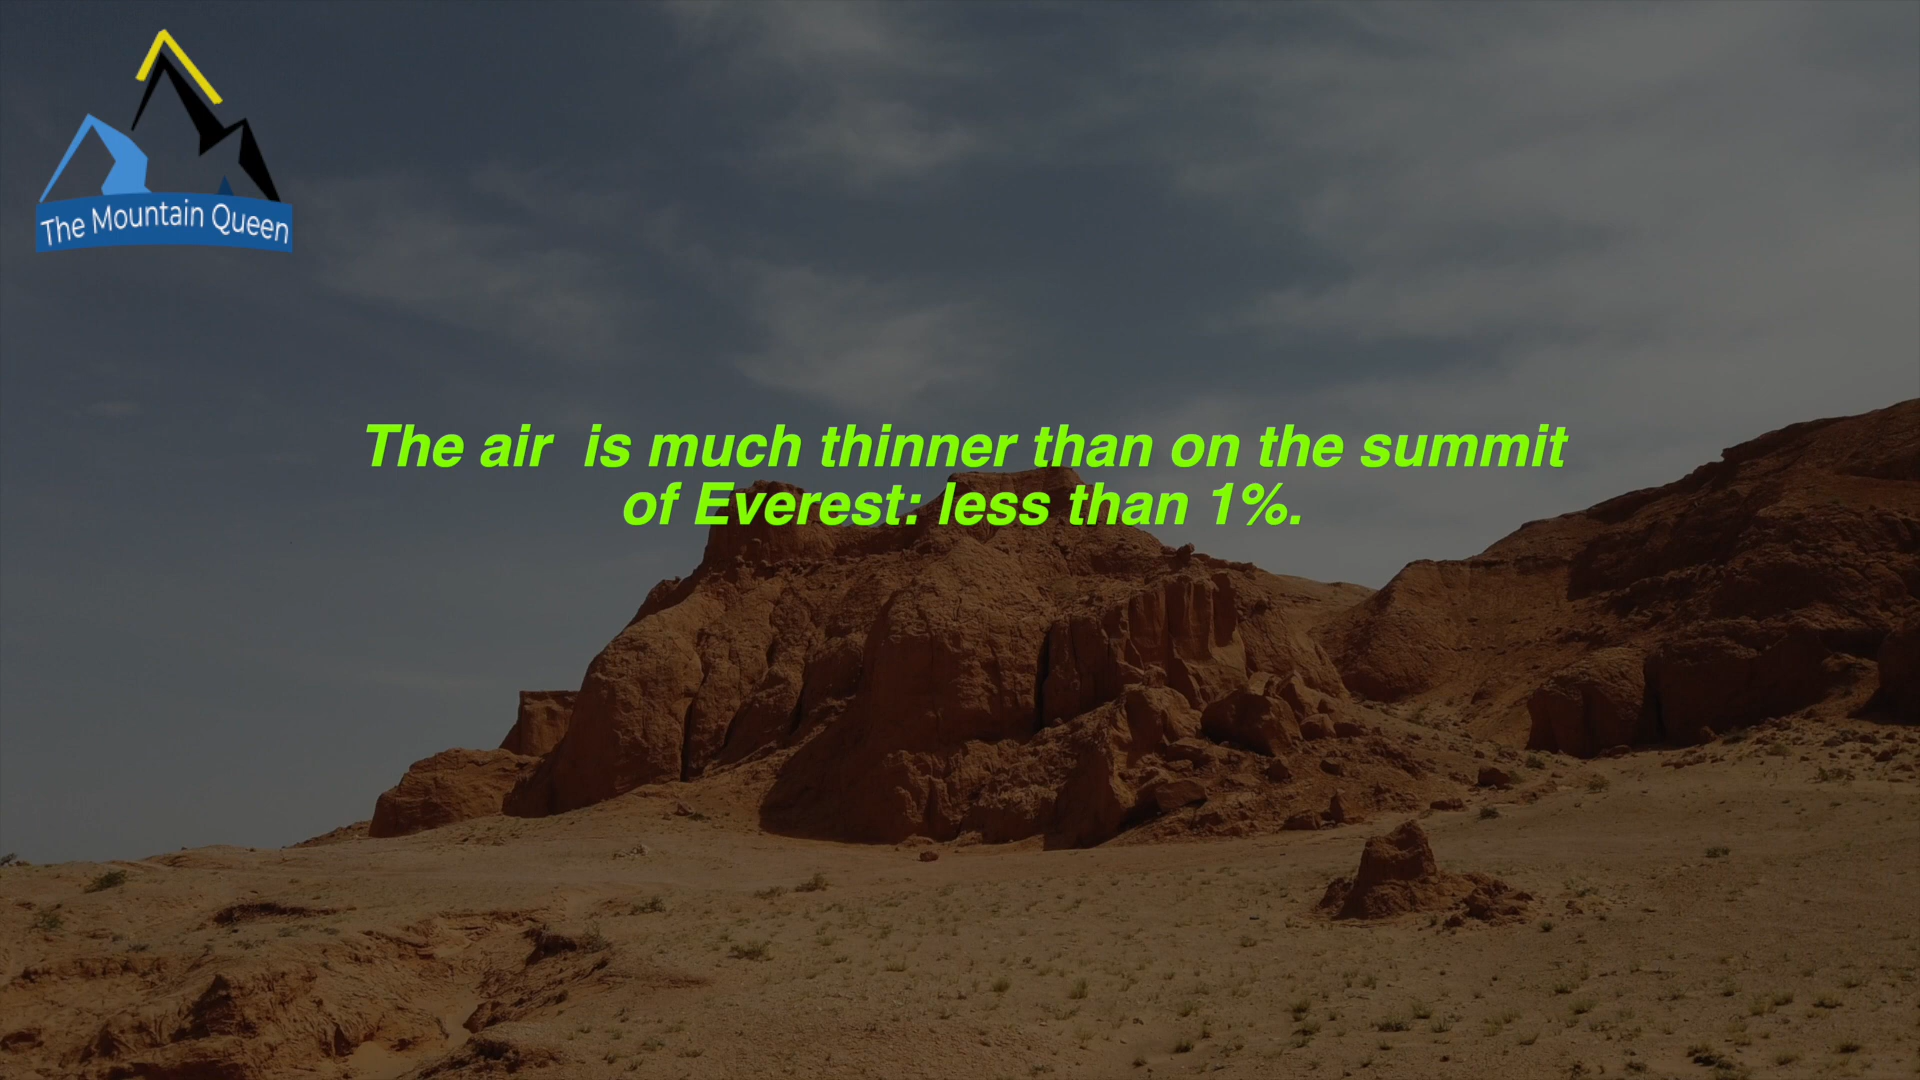 The Mountain Queen
The air  is much thinner than on the summit
of Everest: less than 1%.